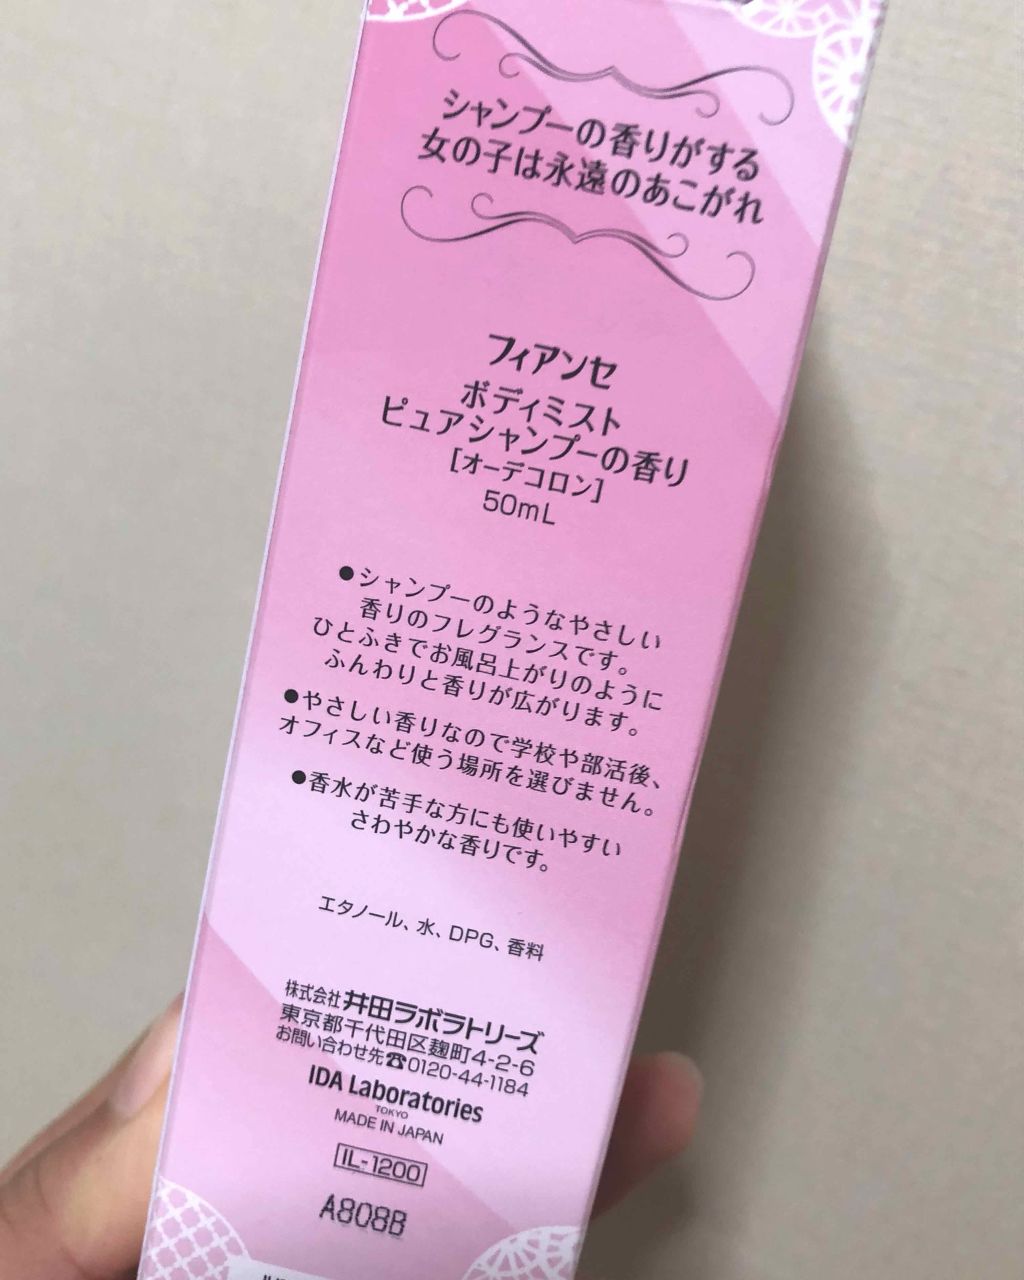 シャンプーの香りがする
女の子は永遠のあこがれ
フィアンセ
ボディミスト
ピュアシャンプーの香り
[オーデコロン]
50mL
●シャンプーのようなやさしい
香りのフレグランスです。
ひとふきでお風呂上がりのように
ふんわりと香りが広がります。
●やさしい香りなので学校や部活後、
オフィスなど使う場所を選びません。
●香水が苦手な方にも使いやすい
さわやかな香りです。
エタノール、水、DPG、香料
株式会社井田ラボラトリーズ
東京都千代田区麹町4-2-6
お問い合わせ先☎0120-44-1184
IDA Laboratories
TOKYO
MADE IN JAPAN
IL-1200
A808B